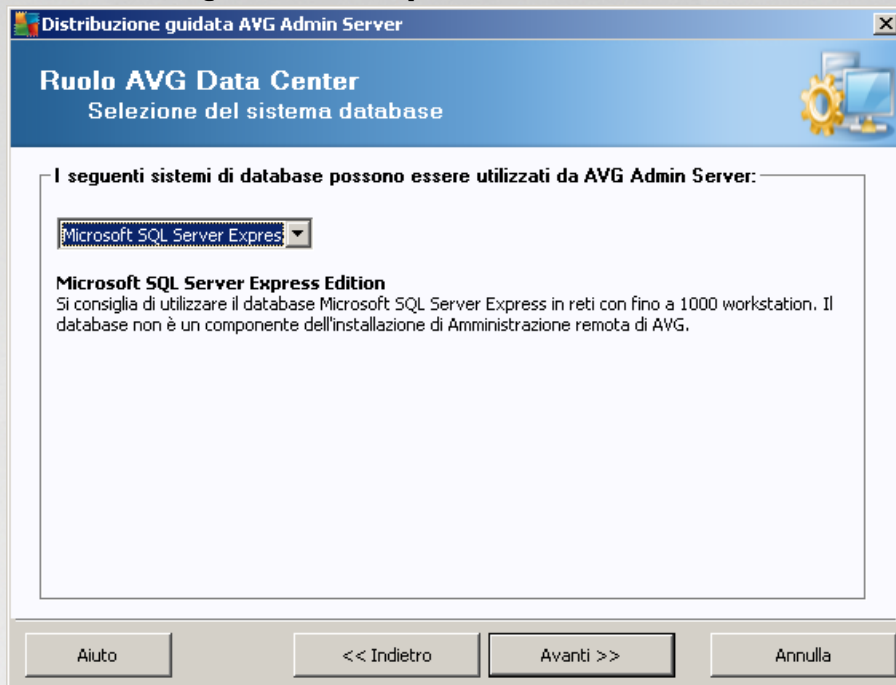 Distribuzione guidata AVG Admin Server
Ruolo AVG Data Center
Selezione del sistema database
I seguenti sistemi di database possono essere utilizzati da AVG Admin Server:
Microsoft SQL Server Expres
Microsoft SQL Server Express Edition
Si consiglia di utilizzare il database Microsoft SQL Server Express in reti con fino a 1000 workstation. Il
database non è un componente dell'installazione di Amministrazione remota di AVG.
Aiuto
<< Indietro
Avanti >>
Annulla